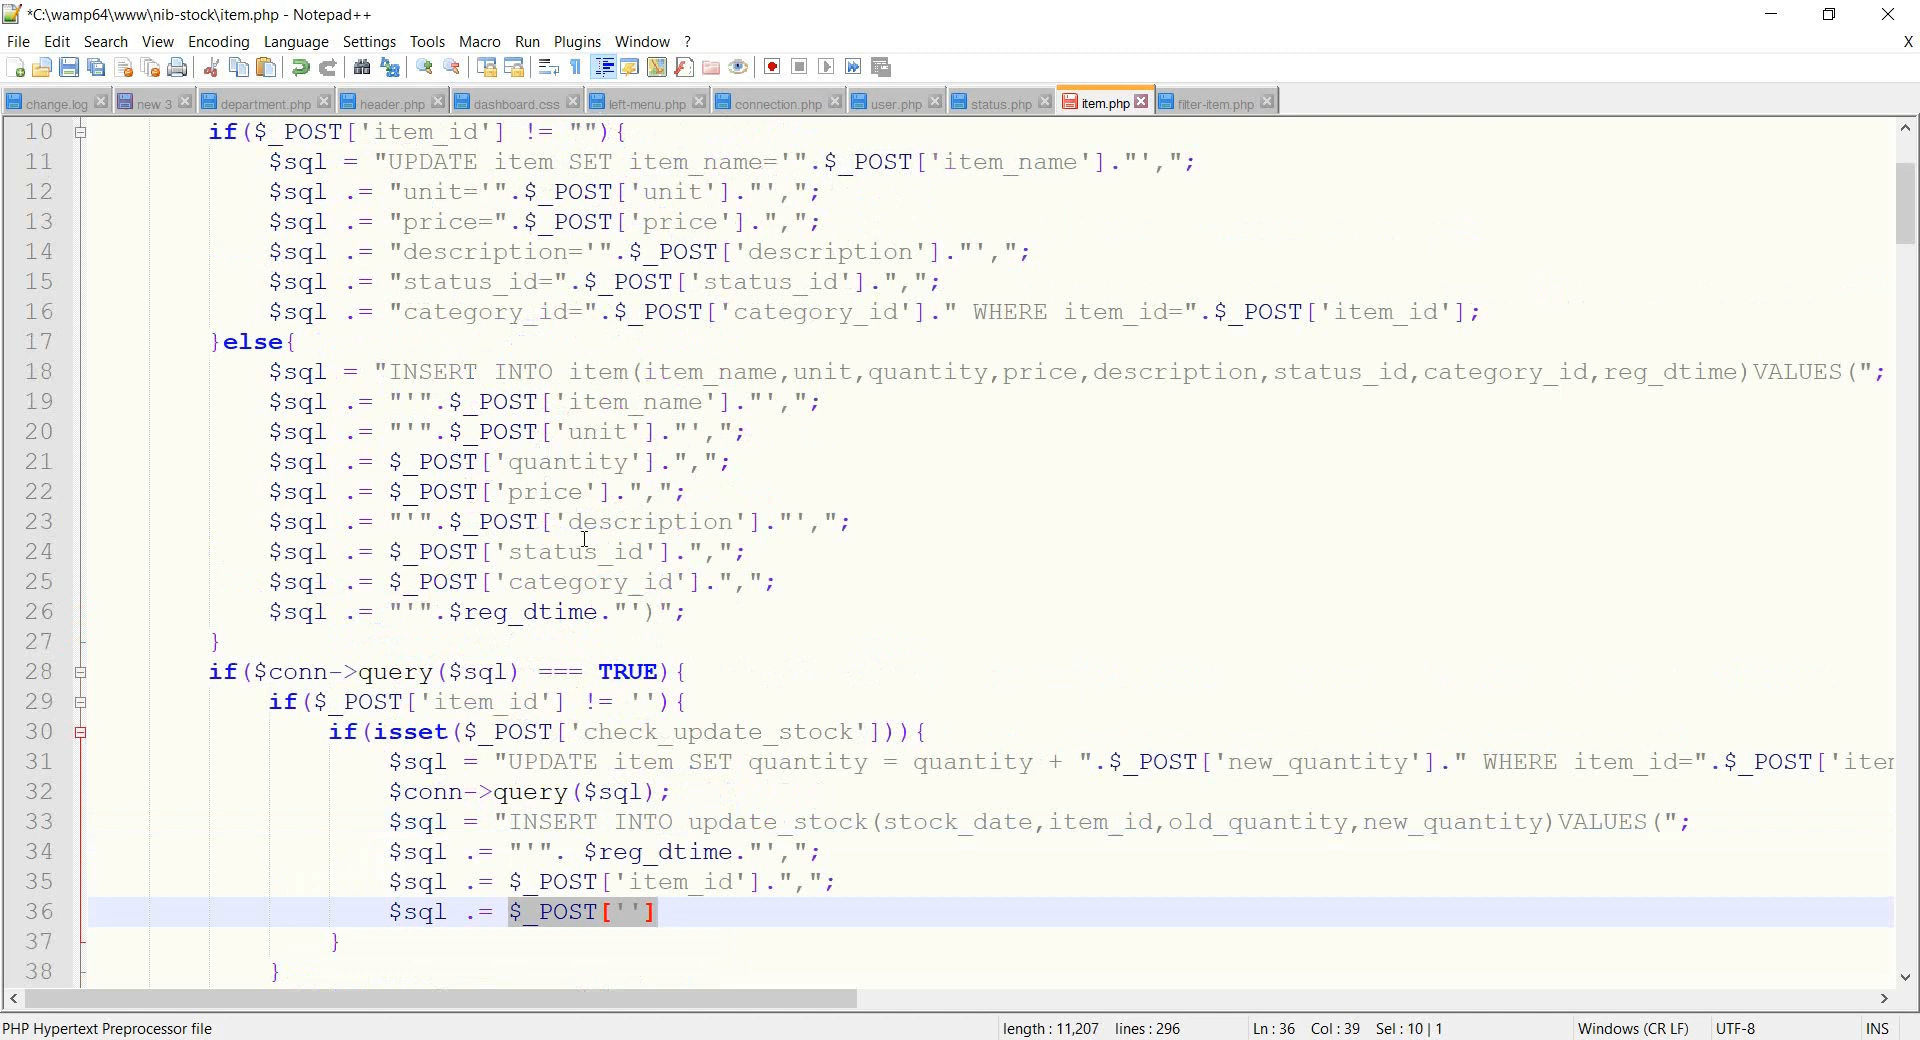 *C:\wamp64\www\nib-stock\item.php - Notepad++
File Edit Search View Encoding Language Settings Tools Macro Run Plugins Window ? X
change.log new 3 department.php header.php dashboard.css left-menu.php connection.php user.php status.php item.php filter-item.php
10 if($_POST['item_id'] != ""){
11 $sql = "UPDATE item SET item_name='".$_POST['item_name']."',";
12 $sql .= "unit='".$_POST['unit']."',";
13 $sql .= "price=".$_POST['price'].",";
14 $sql .= "description='".$_POST['description']."',";
15 $sql .= "status_id=".$_POST['status_id'].",";
16 $sql .= "category_id=".$_POST['category_id']." WHERE item_id=".$_POST['item_id'];
17 }else{
18 $sql = "INSERT INTO item(item_name,unit,quantity,price,description,status_id,category_id,reg_dtime)VALUES(";
19 $sql .= "'".$_POST['item_name']."',";
20 $sql .= "'".$_POST['unit']."',";
21 $sql .= $_POST['quantity'].",";
22 $sql .= $_POST['price'].",";
23 $sql .= "'".$_POST['description']."',";
24 $sql .= $_POST['status_id'].",";
25 $sql .= $_POST['category_id'].",";
26 $sql .= "'".$reg_dtime."')";
27 }
28 if($conn->query($sql) === TRUE){
29 if($_POST['item_id'] != ''){
30 if(isset($_POST['check_update_stock'])){
31 $sql = "UPDATE item SET quantity = quantity + ".$_POST['new_quantity']." WHERE item_id=".$_POST['iter
32 $conn->query($sql);
33 $sql = "INSERT INTO update_stock(stock_date,item_id,old_quantity,new_quantity)VALUES(";
34 $sql .= "'". $reg_dtime."',";
35 $sql .= $_POST['item_id'].",";
36 $sql .= $_POST['']
37 }
38 }
PHP Hypertext Preprocessor file length : 11,207 lines : 296 Ln : 36 Col : 39 Sel : 10 | 1 Windows (CR LF) UTF-8 INS